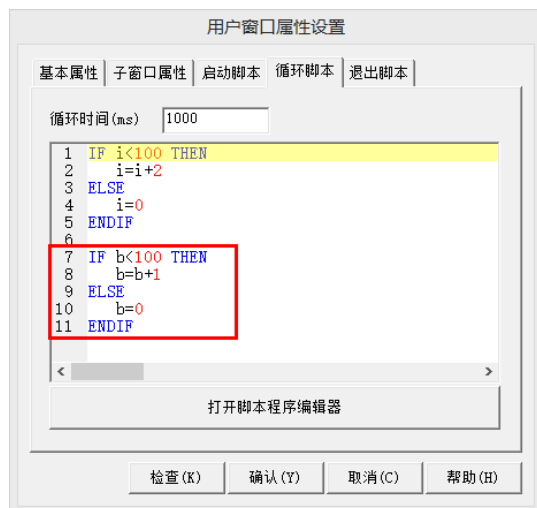 用户窗口属性设置
基本属性 子窗口属性 启动脚本 循环脚本 退出脚本
循环时间(ms) 1000
1 IF i<100 THEN
2 i=i+2
3 ELSE
4 i=0
5 ENDIF
6
7 IF b<100 THEN
8 b=b+1
9 ELSE
10 b=0
11 ENDIF
打开脚本程序编辑器
检查(K) 确认(Y) 取消(C) 帮助(H)